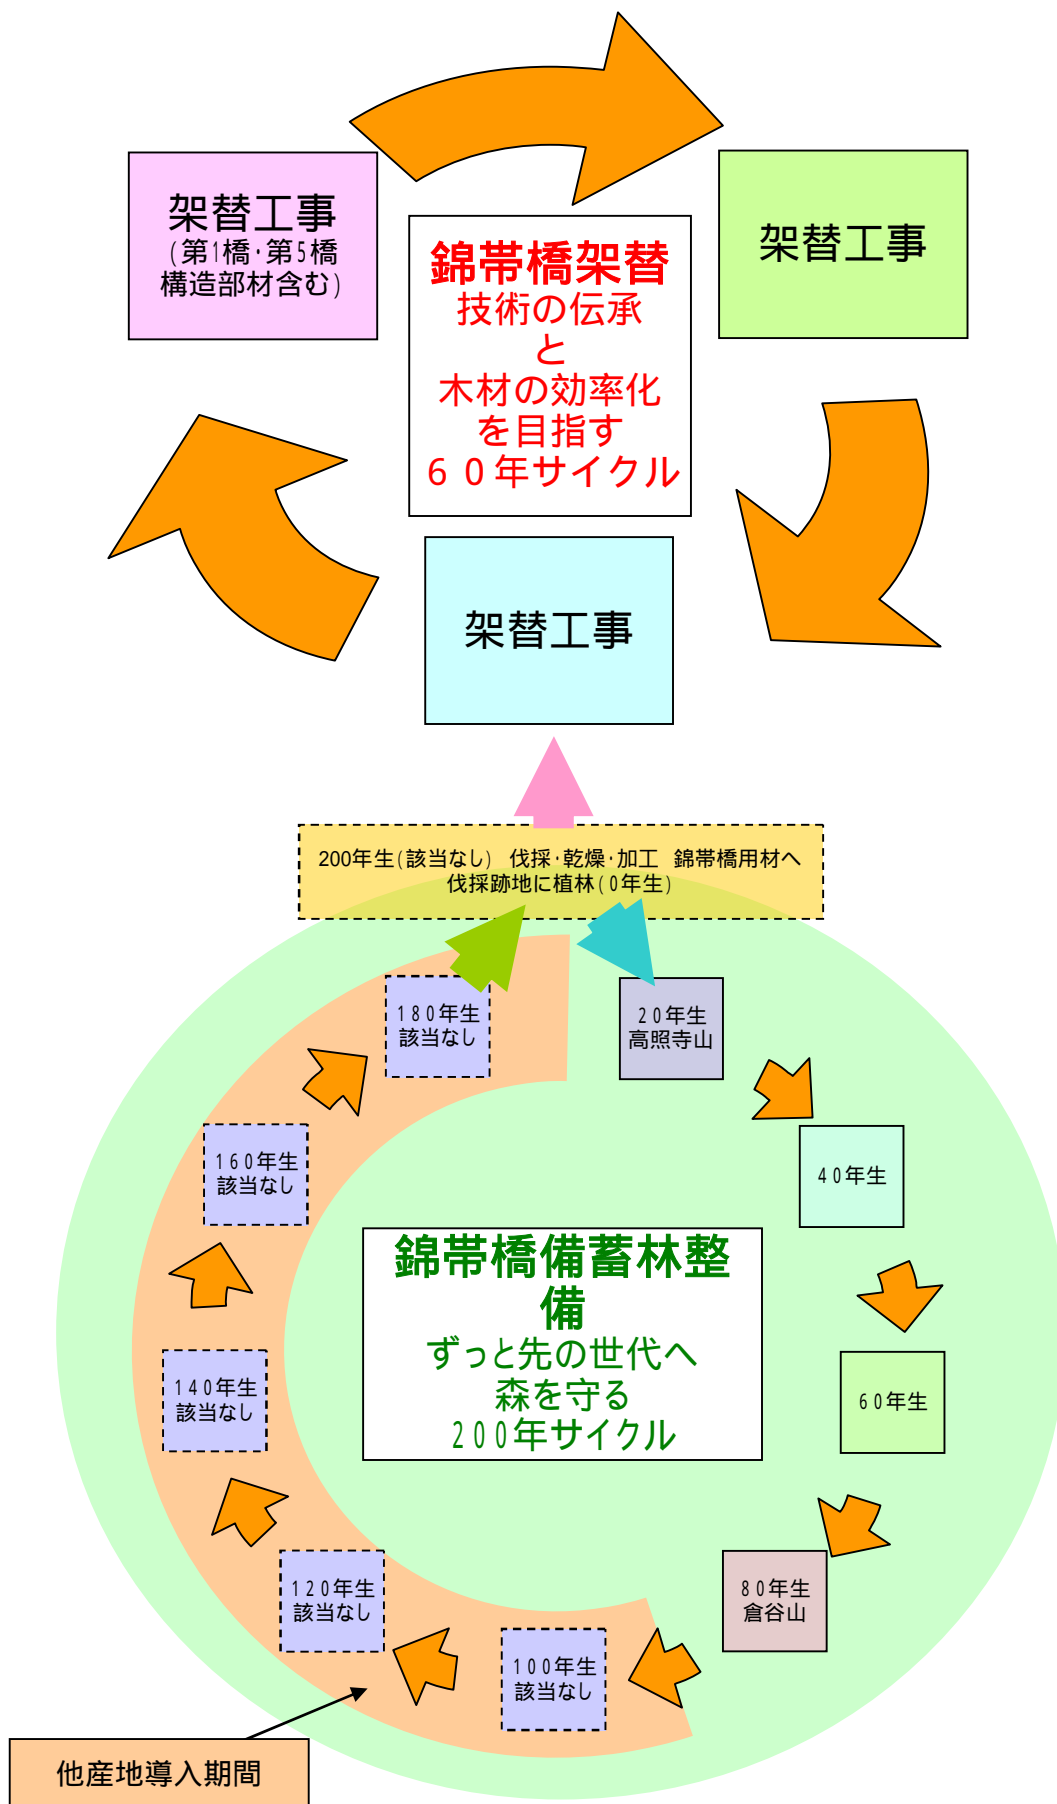 架替工事
(第1橋･第5橋
構造部材含む)
架替工事
錦帯橋架替
技術の伝承
と
木材の効率化
を目指す
６０年サイクル
架替工事
200年生(該当なし) 伐採･乾燥･加工 錦帯橋用材へ
伐採跡地に植林(0年生)
180年生
該当なし
20年生
高照寺山
160年生
該当なし
40年生
錦帯橋備蓄林整
備
ずっと先の世代へ
森を守る
200年サイクル
140年生
該当なし
60年生
120年生
該当なし
80年生
倉谷山
100年生
該当なし
他産地導入期間